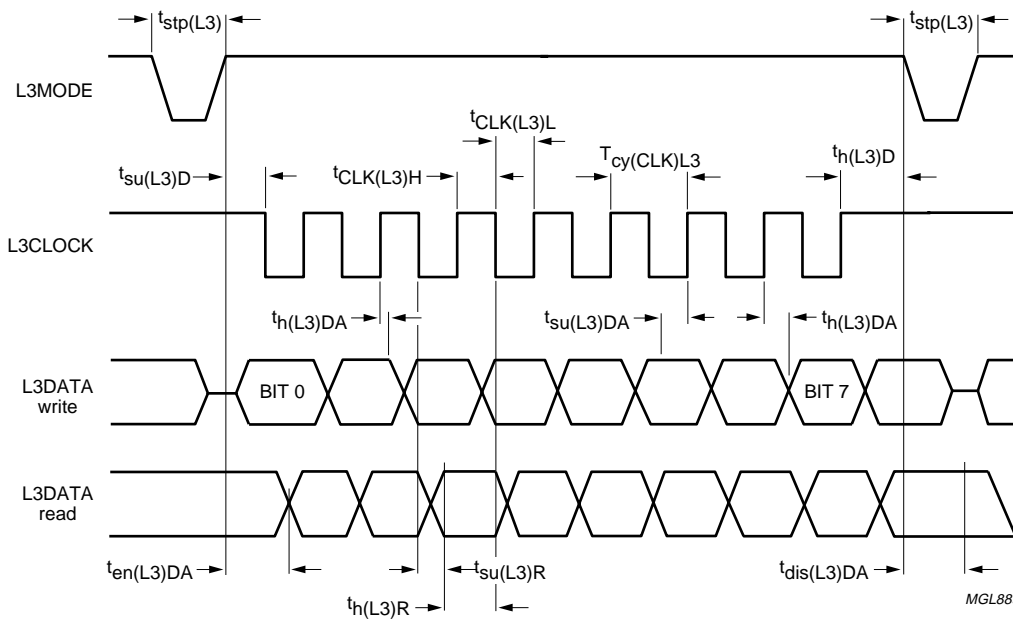 tstp(L3)
tstp(L3)
L3MODE
tCLK(L3)L
tsu(L3)D
tCLK(L3)H
Tcy(CLK)L3
th(L3)D
L3CLOCK
th(L3)DA
tsu(L3)DA
th(L3)DA
L3DATA
write
BIT 0
BIT 7
L3DATA
read
ten(L3)DA
tsu(L3)R
tdis(L3)DA
th(L3)R
MGL88